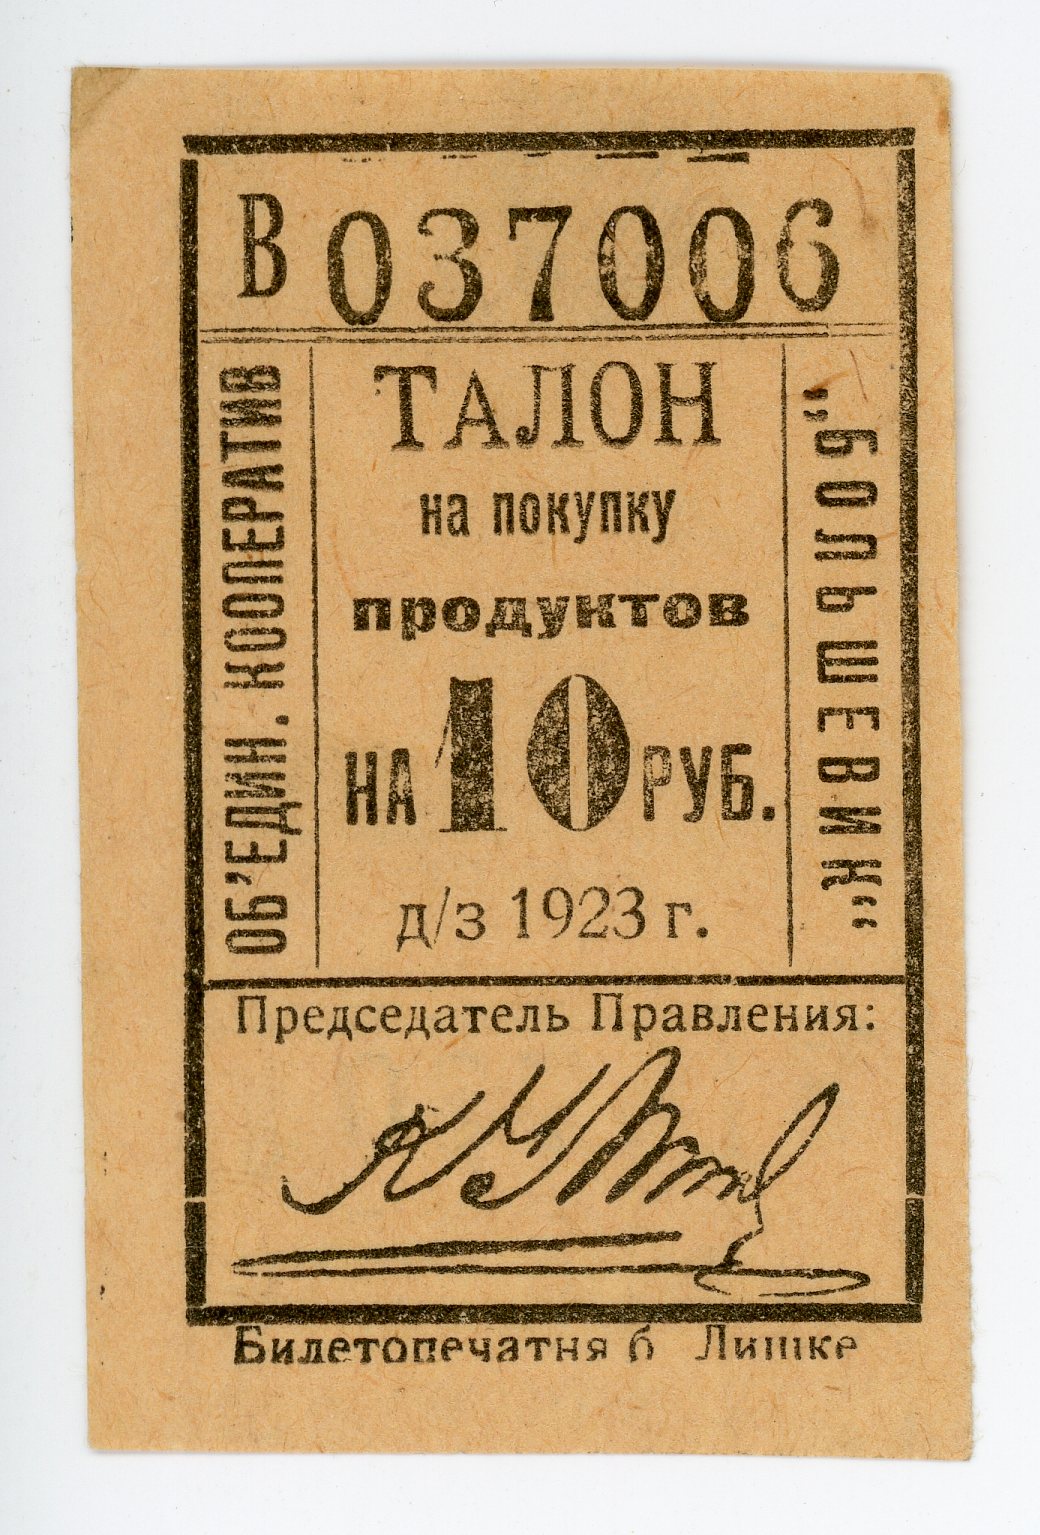 В 037006
ОБ'ЕДИН. КООПЕРАТИВ
ТАЛОН
на покупку
продуктов
НА 10 РУБ.
д/з 1923 г.
„БОЛЬШЕВИК“
Председатель Правления:
Билетопечатня б Лишке